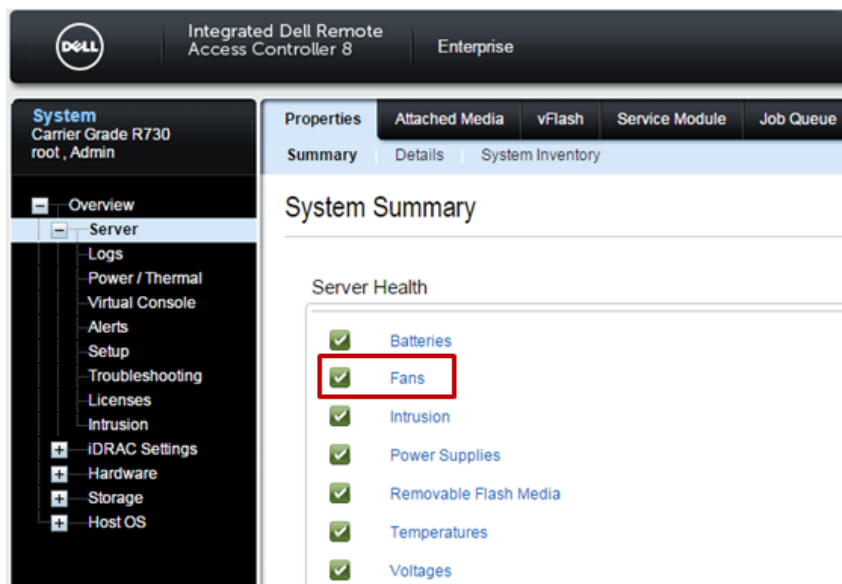 DELL
Integrated Dell Remote
Access Controller 8
Enterprise
System
Carrier Grade R730
root , Admin
Overview
Server
Logs
Power / Thermal
Virtual Console
Alerts
Setup
Troubleshooting
Licenses
Intrusion
iDRAC Settings
Hardware
Storage
Host OS
Properties Attached Media vFlash Service Module Job Queue
Summary Details System Inventory
System Summary
Server Health
Batteries
Fans
Intrusion
Power Supplies
Removable Flash Media
Temperatures
Voltages